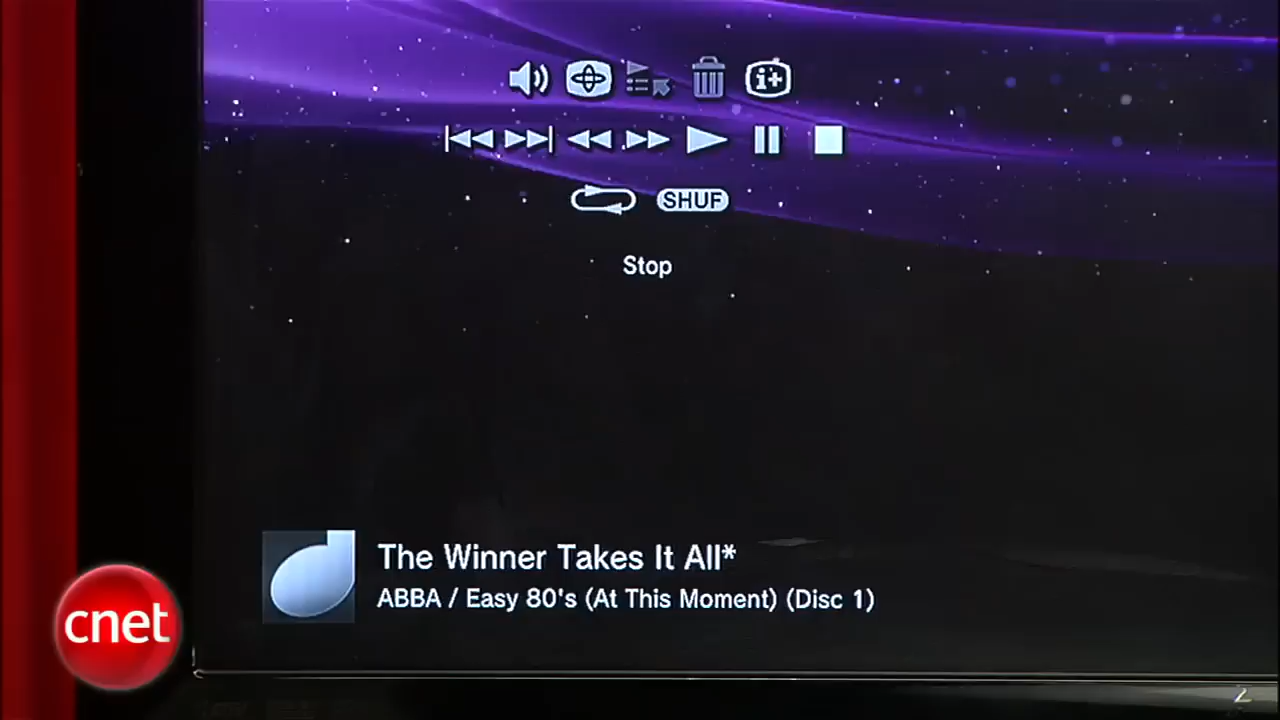 i+
SHUF
Stop
The Winner Takes It All*
ABBA / Easy 80's (At This Moment) (Disc 1)
cnet